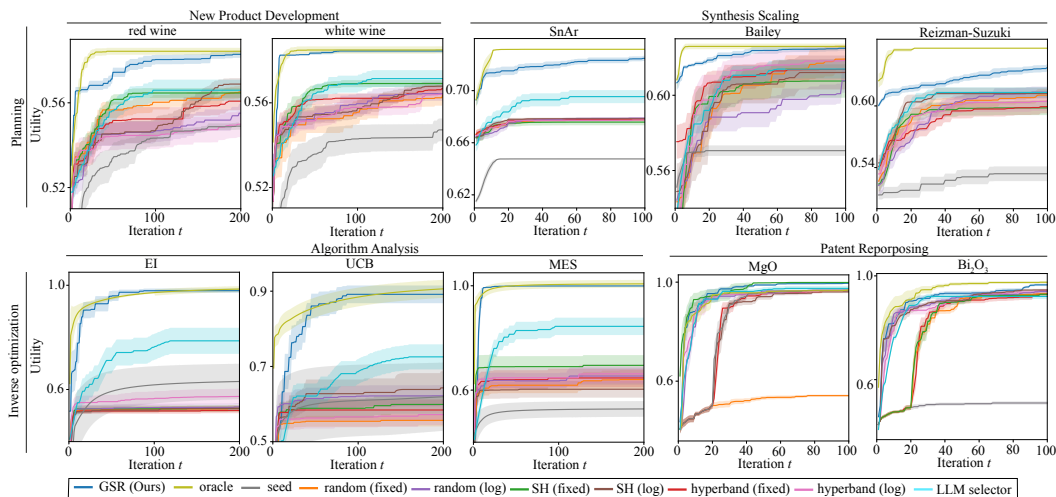 New Product Development Synthesis Scaling
red wine white wine SnAr Bailey Reizman-Suzuki
Planning
Utility
0.56
0.52
0 100 200
Iteration t
0.56
0.52
0 100 200
Iteration t
0.70
0.66
0.62
0 20 40 60 80 100
Iteration t
0.60
0.56
0 20 40 60 80 100
Iteration t
0.60
0.54
0 20 40 60 80 100
Iteration t
Algorithm Analysis Patent Reporposing
EI UCB MES MgO Bi₂O₃
Inverse optimization
Utility
1.0
0.6
0 100 200
Iteration t
0.9
0.7
0.5
0 100 200
Iteration t
1.0
0.6
0 100 200
Iteration t
1.0
0.6
0 20 40 60 80 100
Iteration t
1.0
0.6
0 20 40 60 80 100
Iteration t
GSR (Ours) oracle seed random (fixed) random (log) SH (fixed) SH (log) hyperband (fixed) hyperband (log) LLM selector